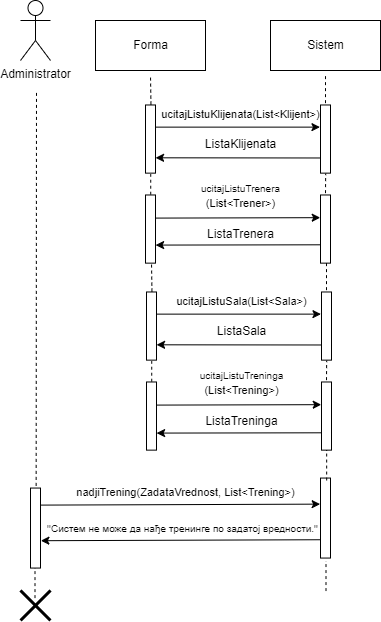 Forma
Sistem
Administrator
ucitajListuKlijenata(List<Klijent>)
ListaKlijenata
ucitajListuTrenera
(List<Trener>)
ListaTrenera
ucitajListuSala(List<Sala>)
ListaSala
ucitajListuTreninga
(List<Trening>)
ListaTreninga
nadjiTrening(ZadataVrednost, List<Trening>)
"Систем не може да нађе тренинге по задатој вредности."